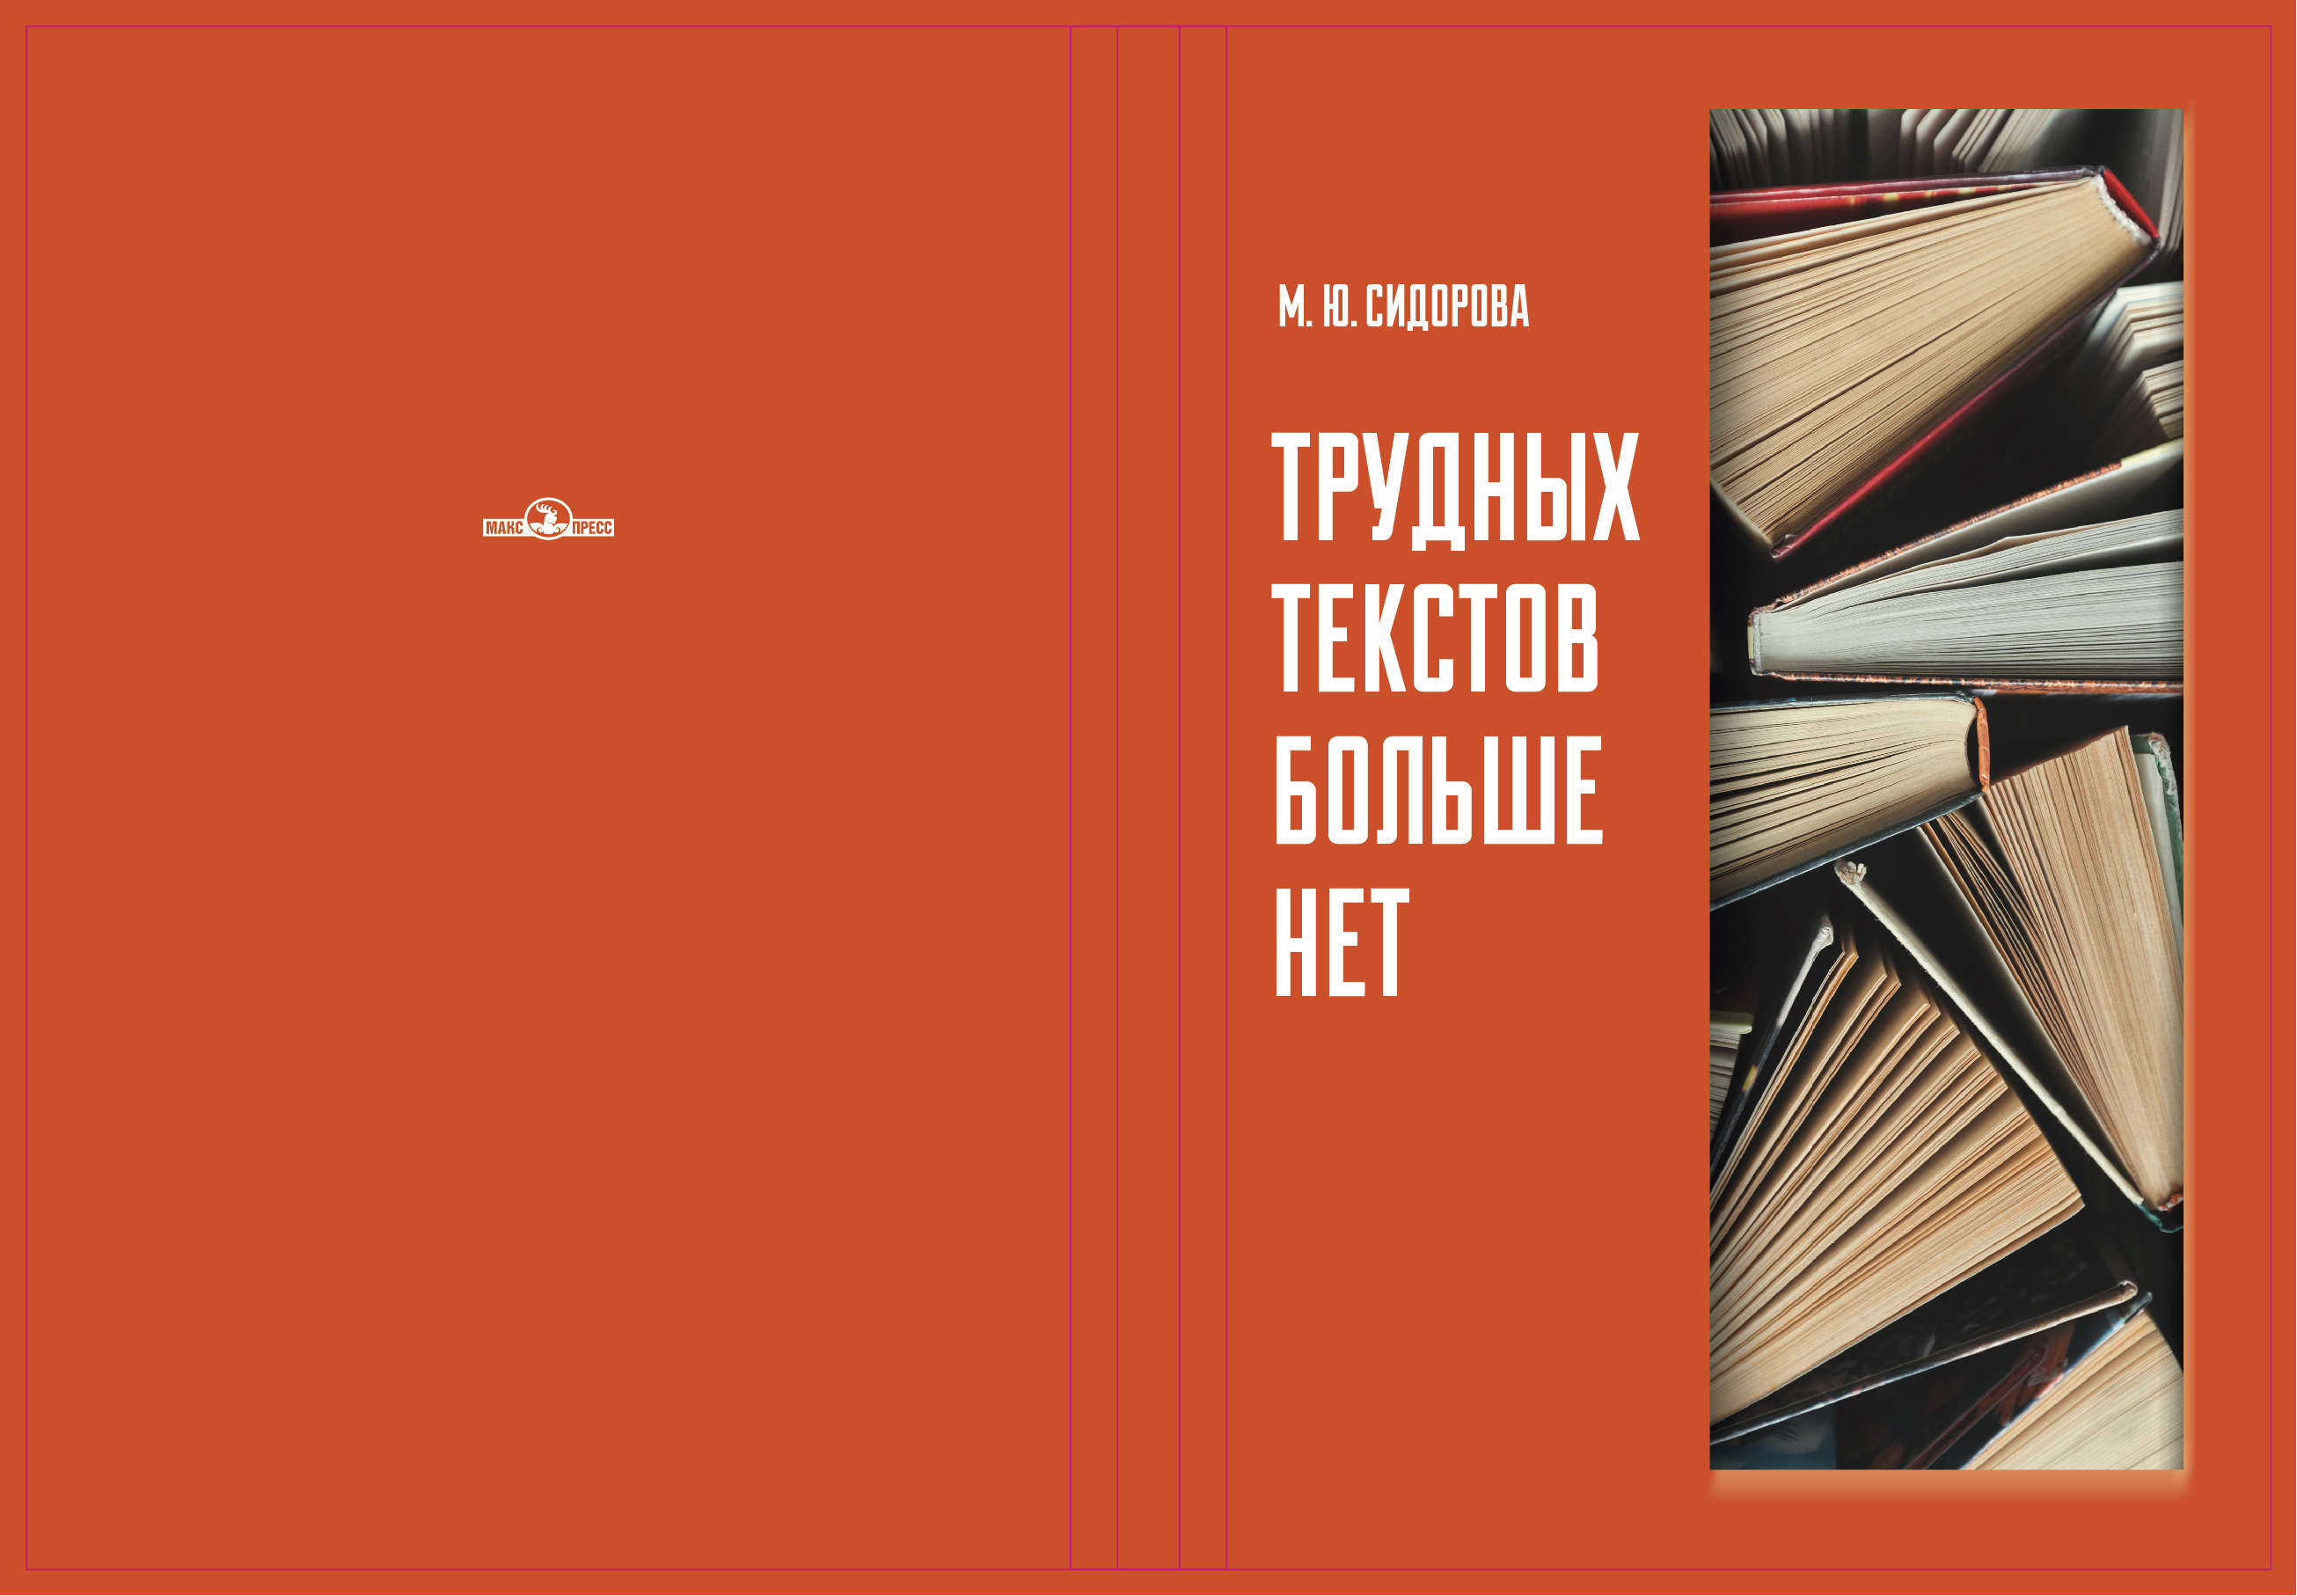 МАКС ПРЕСС
М. Ю. СИДОРОВА
ТРУДНЫХ
ТЕКСТОВ
БОЛЬШЕ
НЕТ